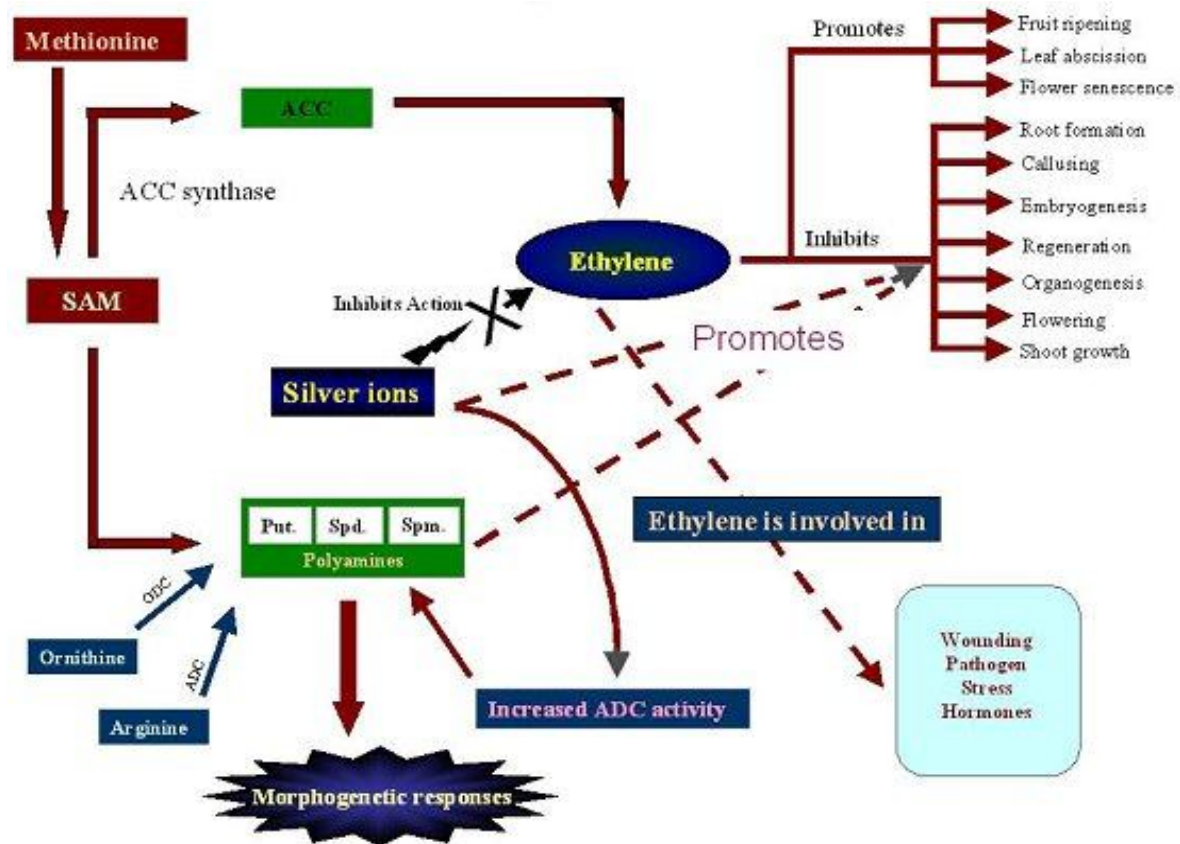 Methionine
ACC
ACC synthase
SAM
Ethylene
Promotes
Fruit ripening
Leaf abscission
Flower senescence
Inhibits
Root formation
Callusing
Embryogenesis
Regeneration
Organogenesis
Flowering
Shoot growth
Inhibits Action
Silver ions
Promotes
Put.
Spd.
Spm.
Polyamines
Ethylene is involved in
ODC
Ornithine
ADC
Arginine
Increased ADC activity
Wounding
Pathogen
Stress
Hormones
Morphogenetic responses